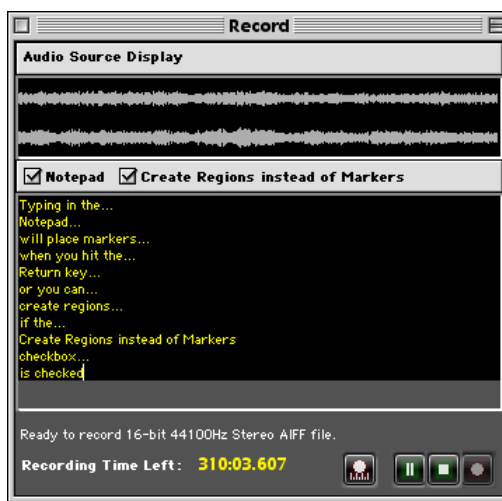 Record
Audio Source Display
Notepad Create Regions instead of Markers
Typing in the...
Notepad...
will place markers...
when you hit the...
Return key...
or you can...
create regions...
if the...
Create Regions instead of Markers
checkbox...
is checked
Ready to record 16-bit 44100Hz Stereo AIFF file.
Recording Time Left: 310:03.607